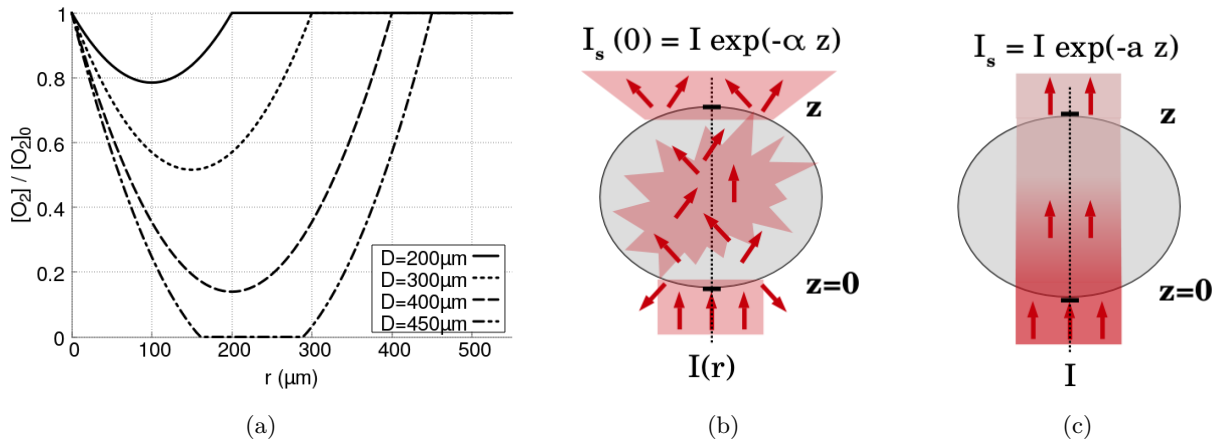 1
0.8
0.6
0.4
0.2
0
[O₂] / [O₂]₀
0 100 200 300 400 500
r (µm)
D=200µm
D=300µm
D=400µm
D=450µm
(a)
Iₛ (0) = I exp(-α z)
z
z=0
I(r)
(b)
Iₛ = I exp(-a z)
z
z=0
I
(c)